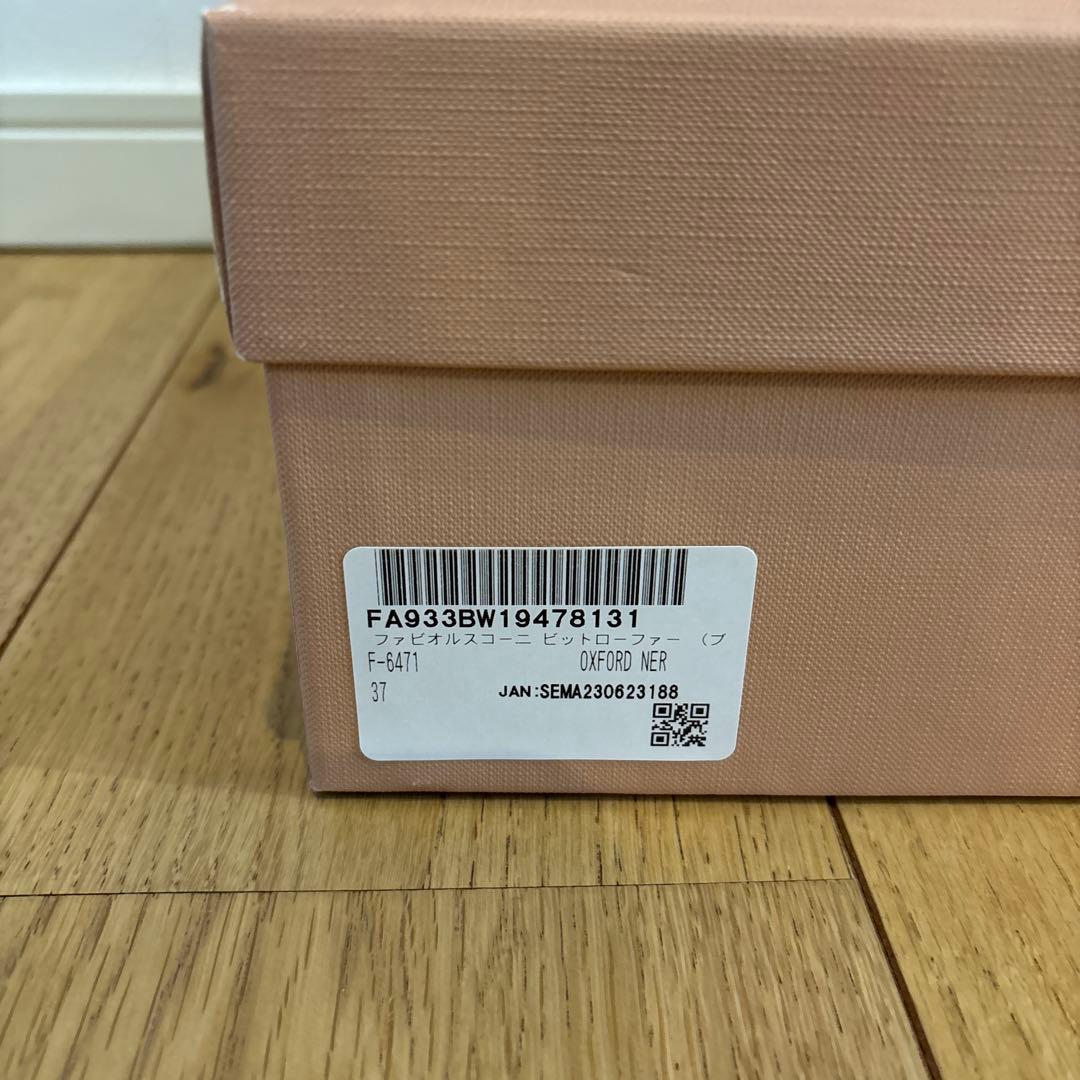 FA933BW19478131
ファビオルスコーニ ビットローファー （ブ
F-6471 OXFORD NER
37 JAN:SEMA230623188